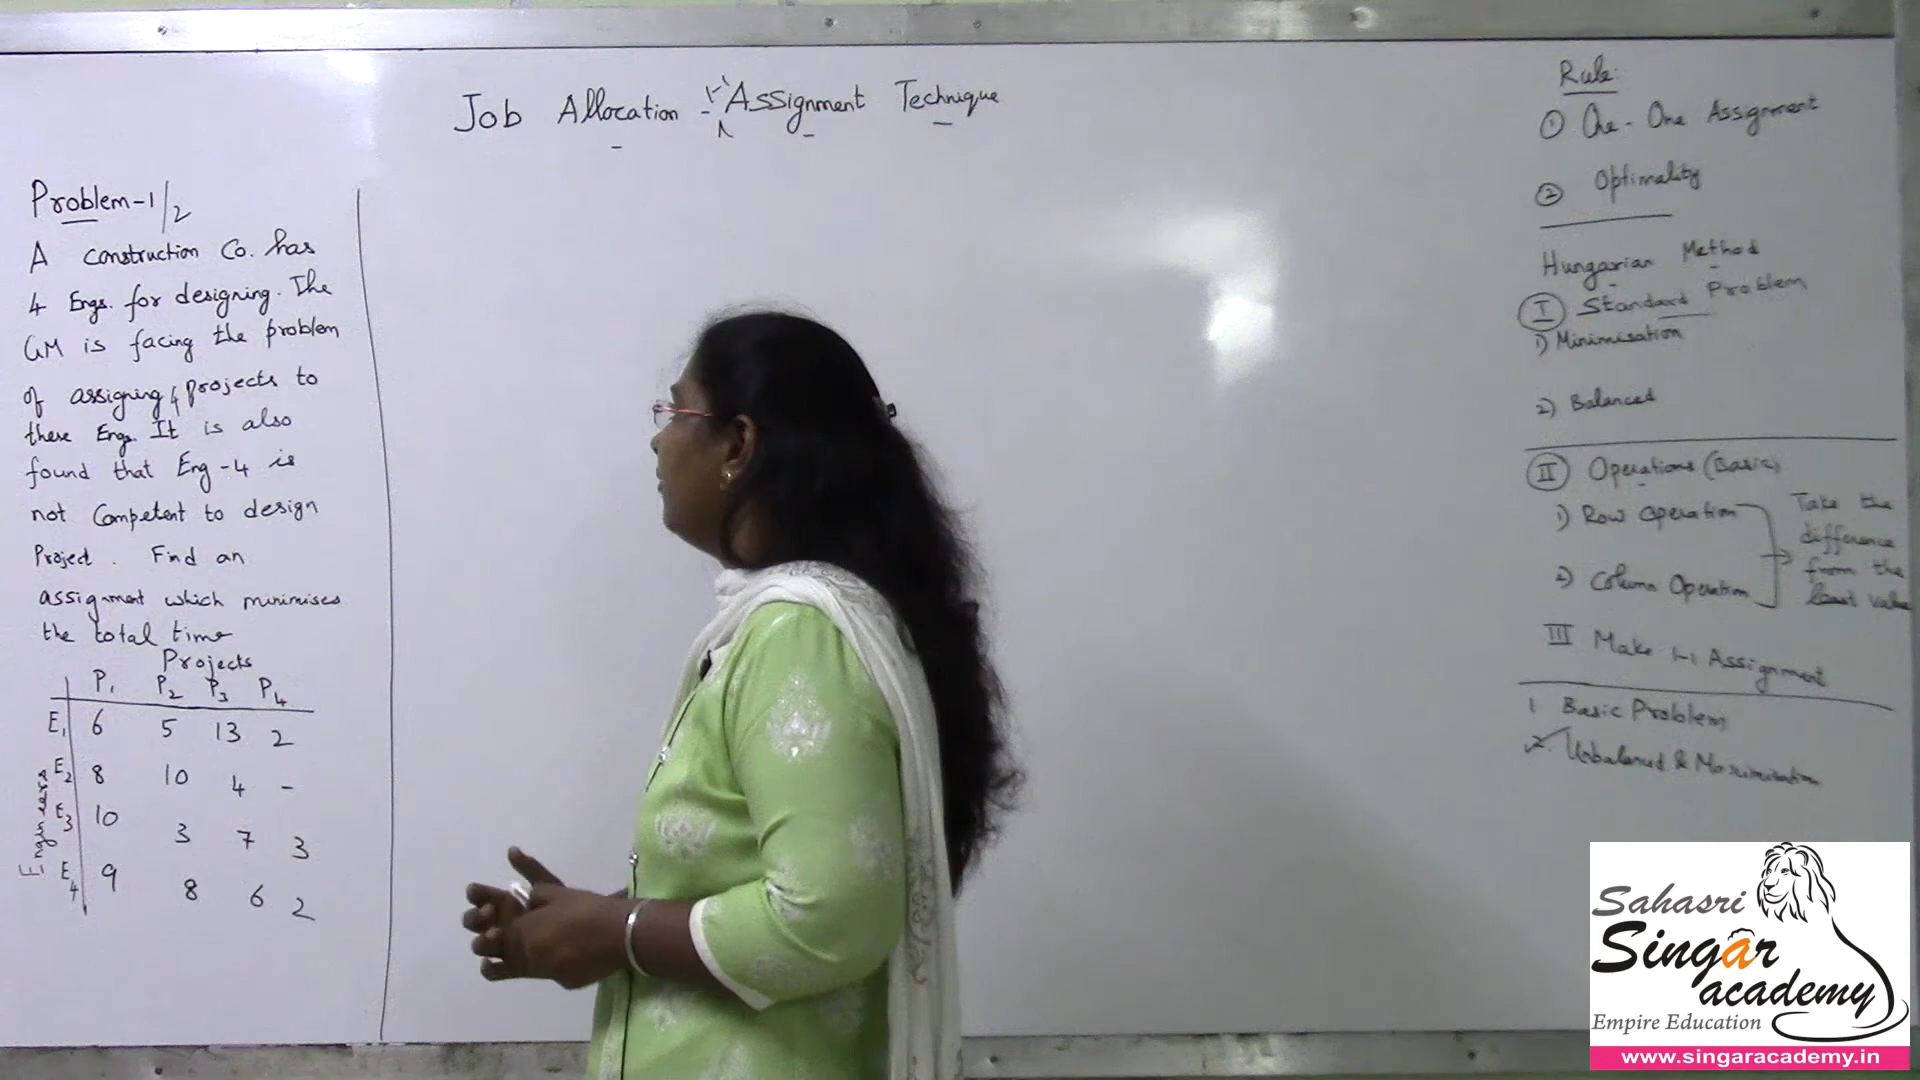 Job Allocation - Assignment Technique
Problem-1/2
A construction Co. has
4 Engs. for designing. The
GM is facing the problem
of assigning 4 projects to
these Engs. It is also
found that Eng-4 is
not Competent to design
Project. Find an
assignment which minimises
the total time
Projects
P1 P2 P3 P4
Engineers
E1 6 5 13 2
E2 8 10 4 -
E3 10 3 7 3
E4 9 8 6 2
Rule:
① One-One Assignment
② Optimality
Hungarian Method
Ⅰ Standard Problem
1) Minimisation
2) Balanced
Ⅱ Operations (Basic)
1) Row Operation
2) Column Operation
Take the
difference
from the
least value
III Make 1-1 Assignment
1 Basic Problem
2. Unbalanced & Maximisation
Sahasri
Singar
academy
Empire Education
www.singaracademy.in